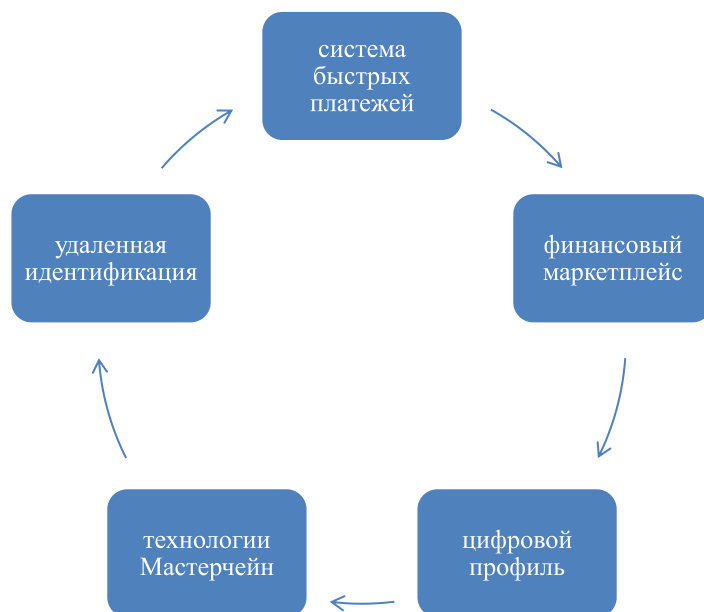 система
быстрых
платежей
финансовый
маркетплейс
цифровой
профиль
технологии
Мастерчейн
удаленная
идентификация